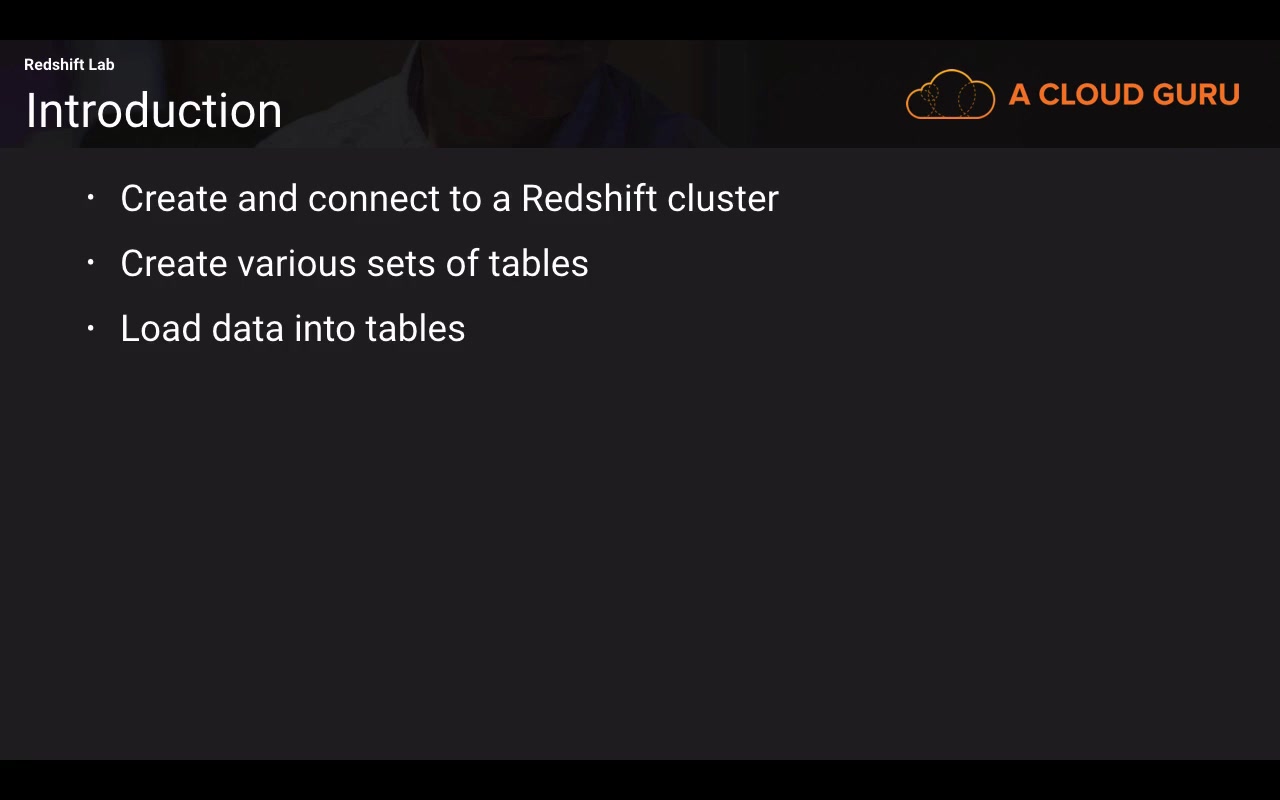 Redshift Lab
Introduction
A CLOUD GURU
• Create and connect to a Redshift cluster
• Create various sets of tables
• Load data into tables